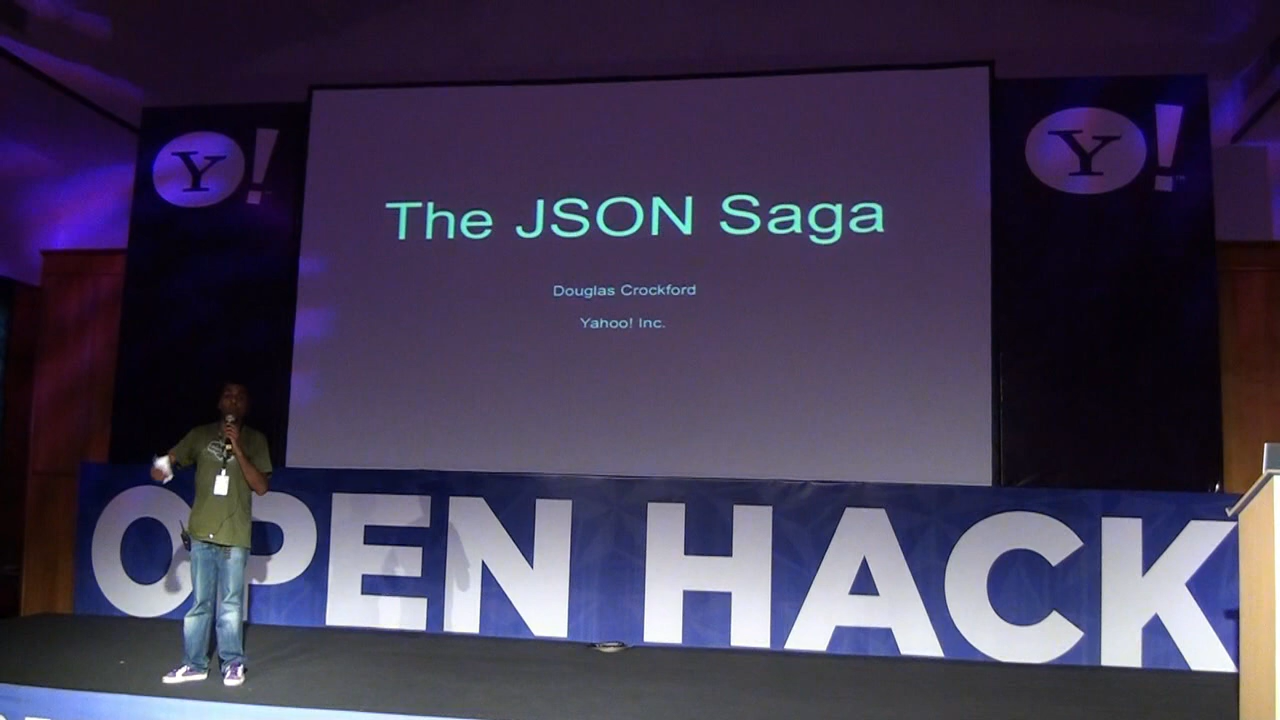 Y!
Y!
The JSON Saga
Douglas Crockford
Yahoo! Inc.
OPEN HACK